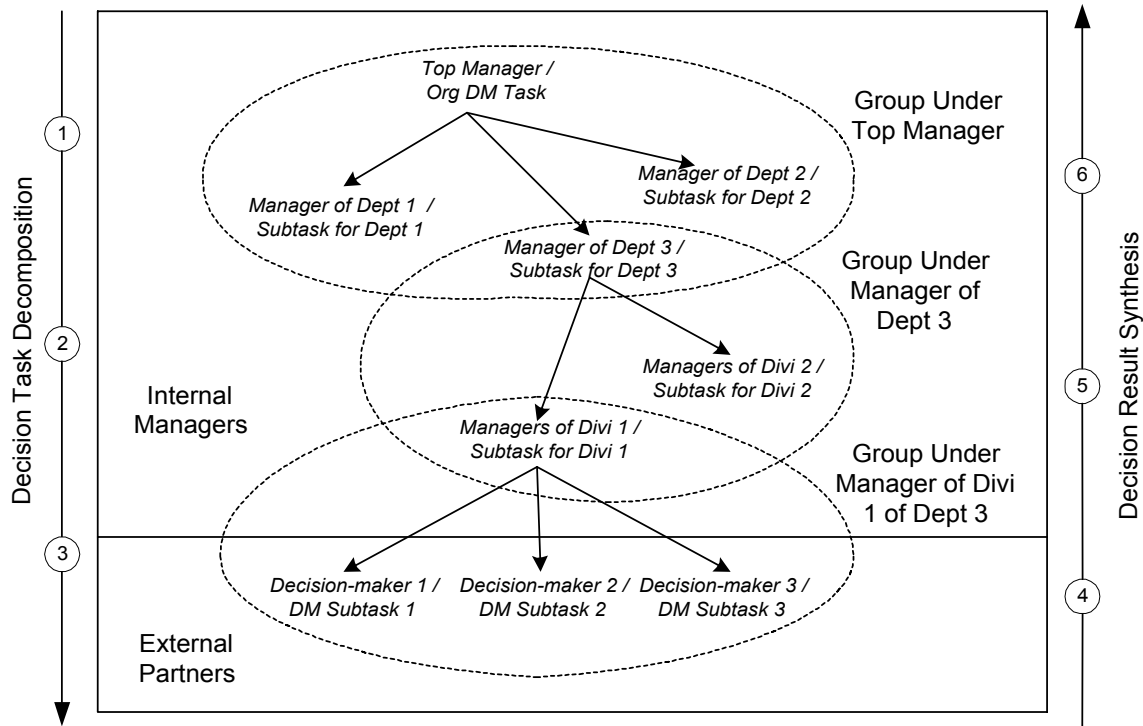 Top Manager /
Org DM Task
Group Under
Top Manager
1
6
Manager of Dept 2 /
Subtask for Dept 2
Manager of Dept 1 /
Subtask for Dept 1
Manager of Dept 3 /
Subtask for Dept 3
Group Under
Manager of
Dept 3
Decision Task Decomposition
Decision Result Synthesis
2
5
Managers of Divi 2 /
Subtask for Divi 2
Internal
Managers
Managers of Divi 1 /
Subtask for Divi 1
Group Under
Manager of Divi
1 of Dept 3
3
4
Decision-maker 1 /
DM Subtask 1
Decision-maker 2 /
DM Subtask 2
Decision-maker 3 /
DM Subtask 3
External
Partners